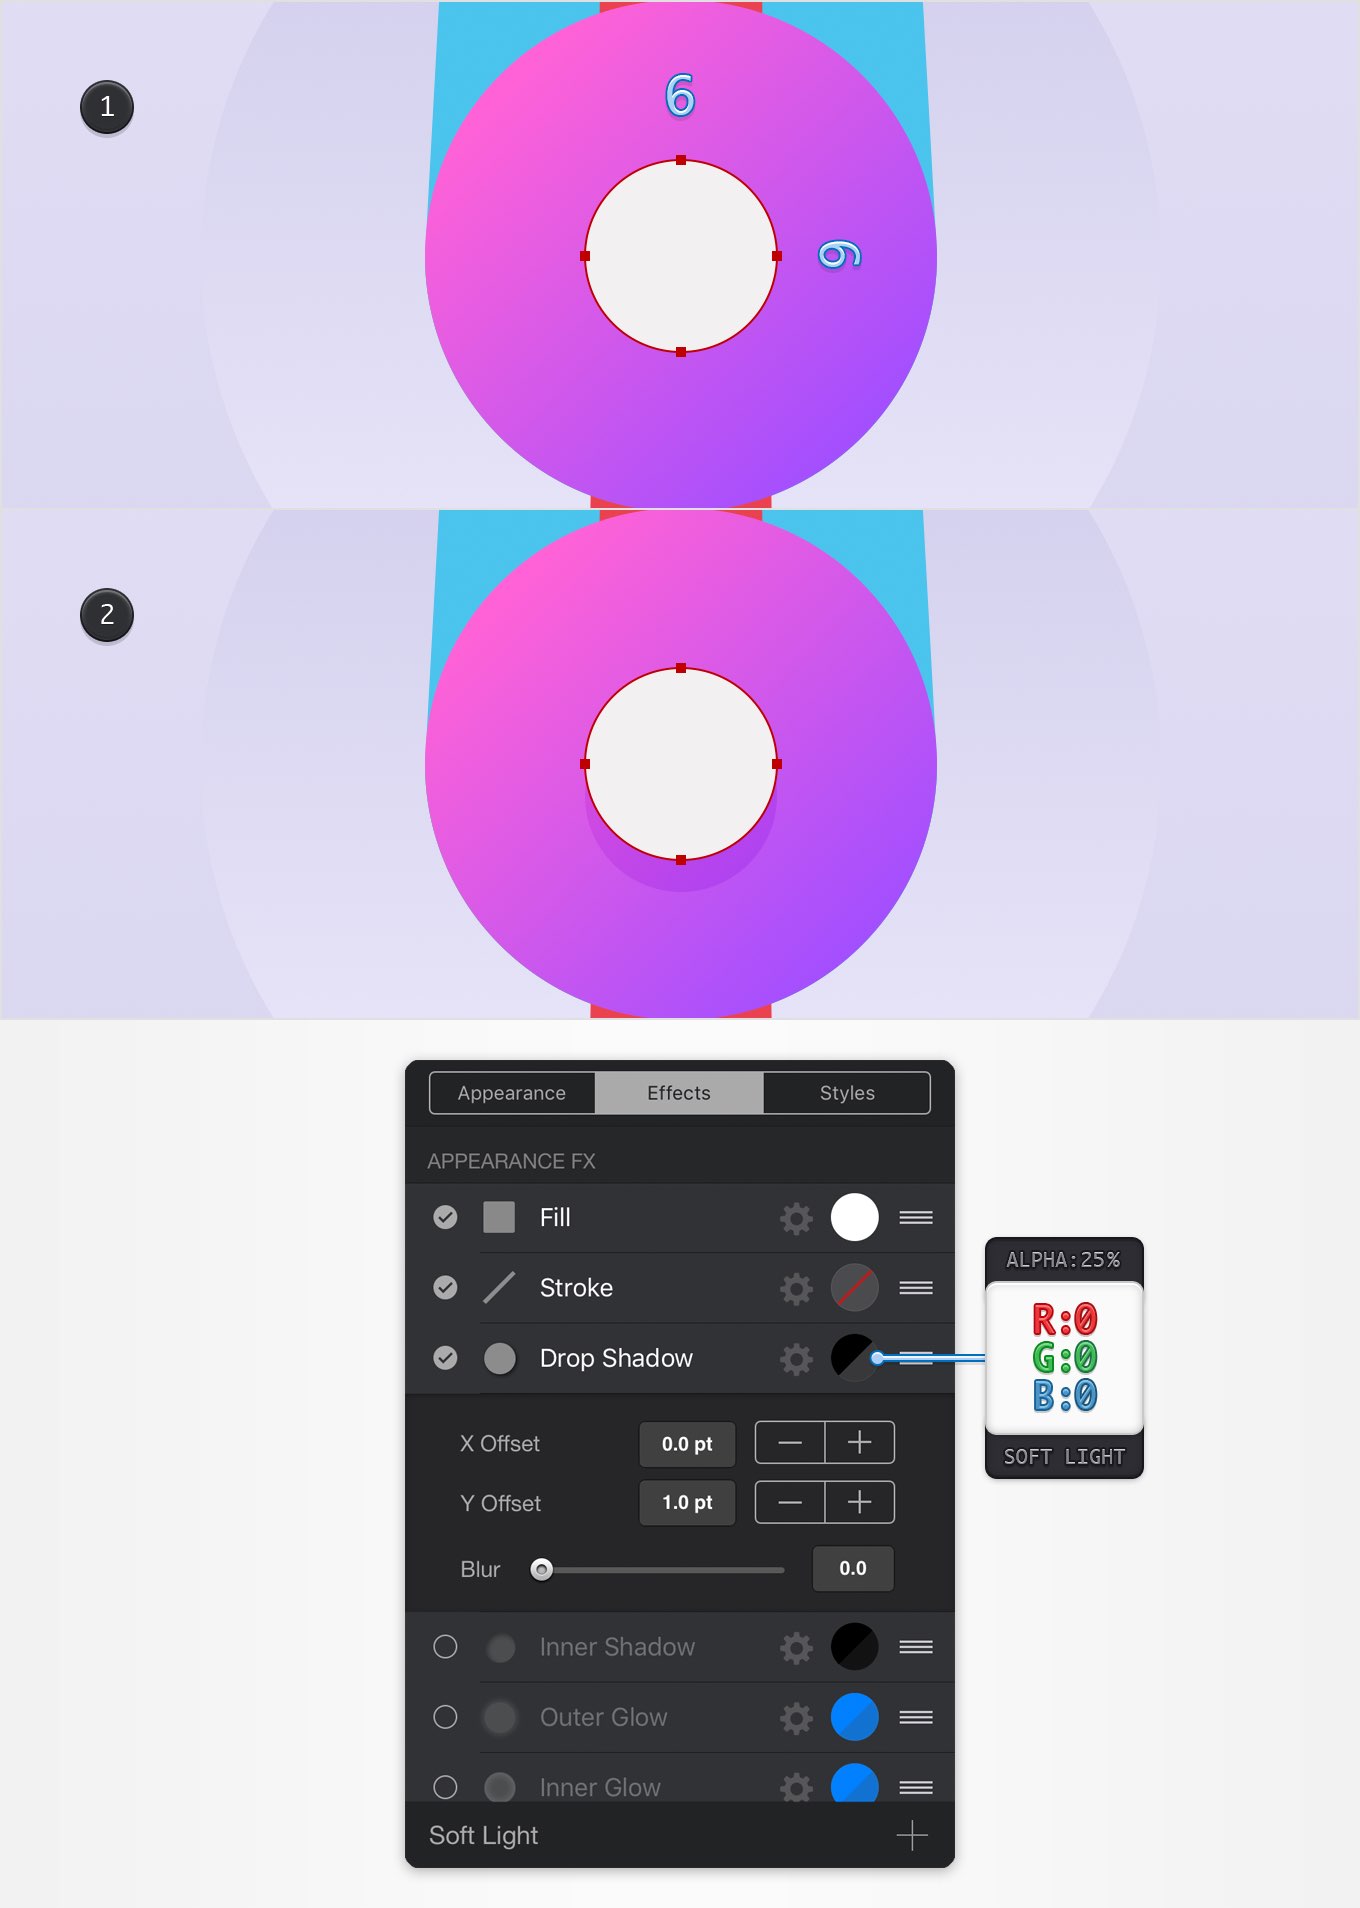 1
6
6
2
Appearance Effects Styles
APPEARANCE FX
Fill
Stroke
Drop Shadow
X Offset 0.0 pt
Y Offset 1.0 pt
Blur 0.0
Inner Shadow
Outer Glow
Inner Glow
Soft Light
ALPHA:25%
R:0
G:0
B:0
SOFT LIGHT